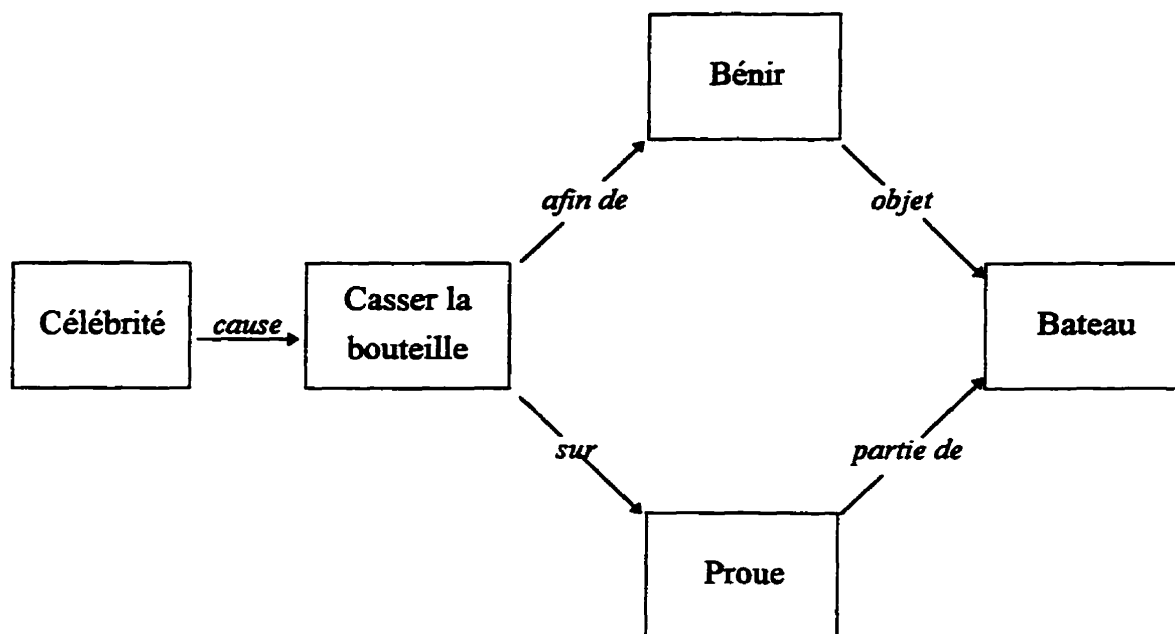 Bénir
afin de
objet
Célébrité
cause
Casser la
bouteille
Bateau
sur
partie de
Proue